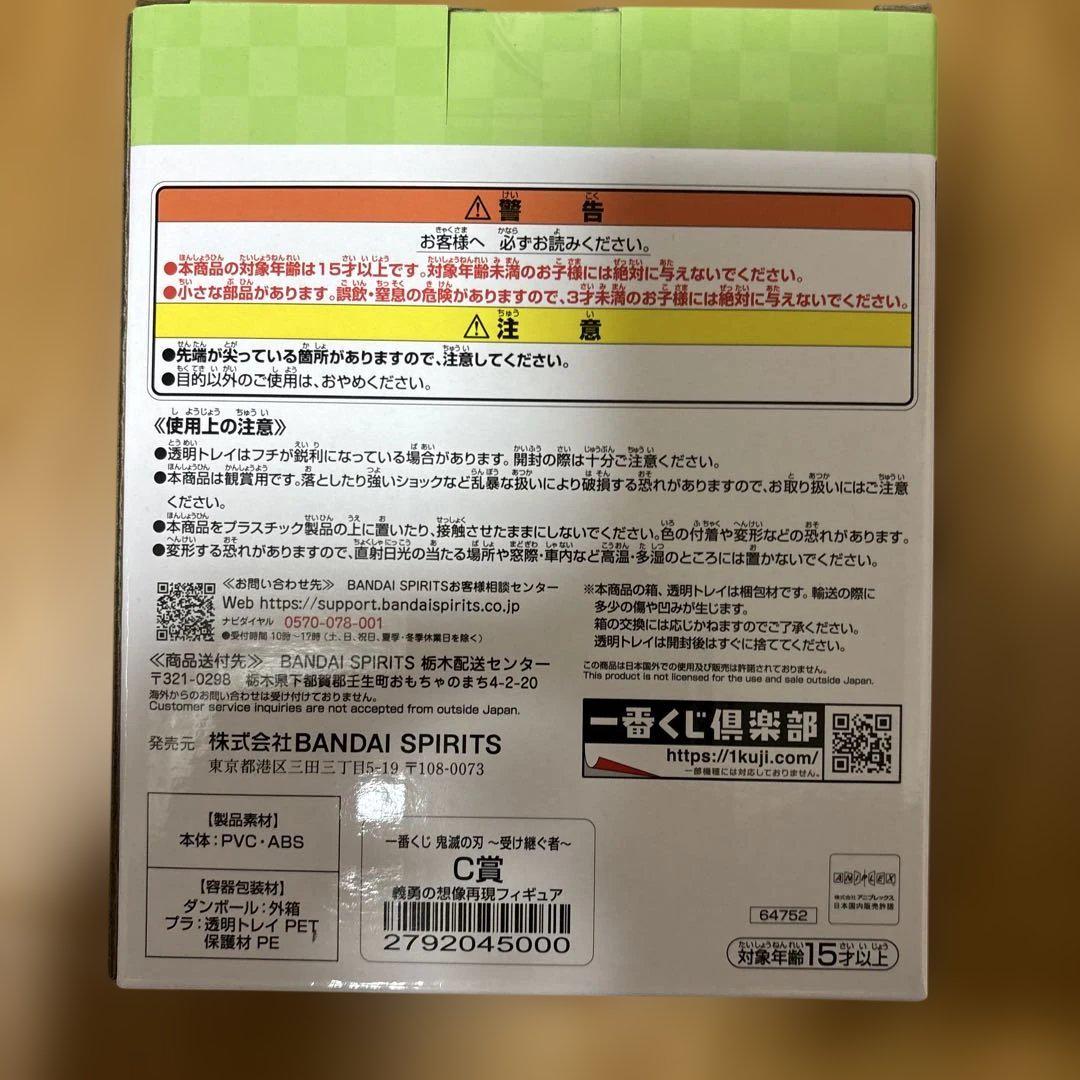 ⚠警告
お客様へ 必ずお読みください。
●本商品の対象年齢は15才以上です。対象年齢未満のお子様には絶対に与えないでください。
●小さな部品があります。誤飲・窒息の危険がありますので、3才未満のお子様には絶対に与えないでください。
⚠注意
●先端が尖っている箇所がありますので、注意してください。
●目的以外のご使用は、おやめください。
《使用上の注意》
●透明トレイはフチが鋭利になっている場合があります。開封の際は十分ご注意ください。
●本商品は観賞用です。落としたり強いショックなど乱暴な扱いにより破損する恐れがありますので、お取り扱いにはご注意
ください。
●本商品をプラスチック製品の上に置いたり、接触させたままにしないでください。色の付着や変形などの恐れがあります。
●変形する恐れがありますので、直射日光の当たる場所や窓際・車内など高温・多湿のところには置かないでください。
≪お問い合わせ先≫ BANDAI SPIRITSお客様相談センター
Web https://support.bandaispirits.co.jp
ナビダイヤル 0570-078-001
●受付時間 10時~17時(土、日、祝日、夏季・冬季休業日を除く)
≪商品送付先≫ BANDAI SPIRITS 栃木配送センター
〒321-0298 栃木県下都賀郡壬生町おもちゃのまち4-2-20
海外からのお問い合わせは受け付けておりません。
Customer service inquiries are not accepted from outside Japan.
※本商品の箱、透明トレイは梱包材です。輸送の際に
多少の傷や凹みが生じます。
箱の交換には応じかねますのでご了承ください。
透明トレイは開封後はすぐに捨ててください。
この商品は日本国外での使用及び販売は許諾されておりません。
This product is not licensed for the use and sale outside Japan.
発売元 株式会社BANDAI SPIRITS
東京都港区三田三丁目5-19 〒108-0073
一番くじ倶楽部
https://1kuji.com/
一部機種には対応しておりません。
【製品素材】
本体:PVC・ABS
【容器包装材】
ダンボール:外箱
プラ:透明トレイ PET
保護材 PE
一番くじ 鬼滅の刃 ~受け継ぐ者~
C賞
義勇の想像再現フィギュア
2792045000
64752
ANIPLEX
株式会社 アニプレックス
日本国内販売許諾
対象年齢15才以上